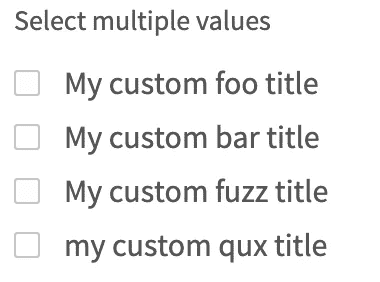 Select multiple values
My custom foo title
My custom bar title
My custom fuzz title
my custom qux title